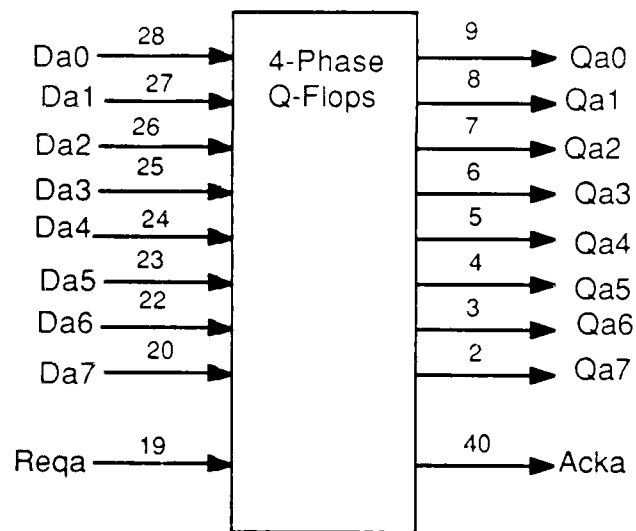 Da0 28 4-Phase 9 Qa0
Da1 27 Q-Flops 8 Qa1
Da2 26 7 Qa2
Da3 25 6 Qa3
Da4 24 5 Qa4
Da5 23 4 Qa5
Da6 22 3 Qa6
Da7 20 2 Qa7
Reqa 19 40 Acka